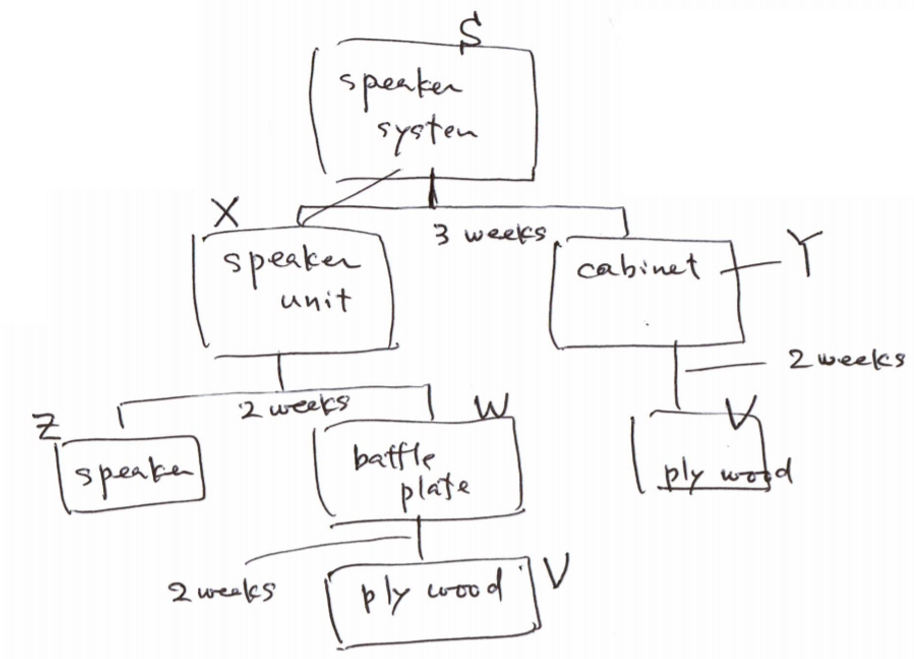 S
speaker
systen
X
3 weeks
Y
speaker
unit
cabinet
2 weeks
2 weeks
Z
W
V
speaker
baffle
plate
ply wood
2 weeks
ply wood
V